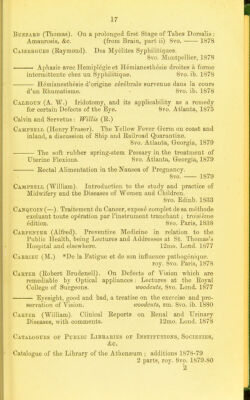 17
Buzzard (Thomas). On a prolonged first Stage of Tabes Dorsalis:
Amaurosis, &c. (from Brain, part ii) 8vo. —— 1878
Caizergues (Raymond). Des Myélites Syphilitiques.
8vo. Montpellier, 1878
—— Aphasie avec Hemiplégie et Hémianesthésie droites à forme
intermittente chez un Syphilitique. 8vo. ib. 1878
—— Hémianesthésie d'origine cérébrale survenue dans le cours
d'un Rhumatisme. 8vo. ib. 1878
Calhoun (A. W.) Iridotomy, and its applicability as a remedy
for certain Defects of the Eye. 8vo. Atlanta, 1875
Calvin and Servetus: Willis (R.)
Campbell (Henry Fraser). The Yellow Fever Germ on coast and
inland, a discussion of Ship and Railroad Quarantine.
8vo. Atlanta, Georgia, 1879
—— The soft rubber spring-stem Pessary in the treatment of
Uterine Flexions. 8vo. Atlanta, Georgia, 1879
—— Rectal Alimentation in the Nausea of Pregnancy.
8vo. —— 1879
Campbell (William). Introduction to the study and practice of
Midwifery and the Diseases of Women and Children.
8vo. Edinb. 1833
Canquoin (—). Traitement du Cancer, exposé complet de sa méthode
excluant toute opération par l'instrument tranchant; troisième
édition. 8vo. Paris, 1838
Carpenter (Alfred). Preventive Medicine in relation to the
Public Health, being Lectures and Addresses at St. Thomas's
Hospital and elsewhere. 12mo. Lond. 1877
Carrieu (M.) *De la Fatigue et de son influence pathogénique.
roy. 8vo. Paris, 1878
Carter (Robert Brudenell). On Defects of Vision which are
remediable by Optical appliances: Lectures at the Royal
College of Surgeons. woodcuts, 8vo. Lond. 1877
—— Eyesight, good and bad, a treatise on the exercise and pre-
servation of Vision. woodcuts, sm. 8vo. ib. 1880
Carter (William). Clinical Reports on Renal and Urinary
Diseases, with comments. 12mo. Lond. 1878
Catalogues of Public Libraries or Institutions, Societies,
&c.
Catalogue of the Library of the Athenæum; additions 1878-79
2 parts, roy. 8vo. 1879-80
2